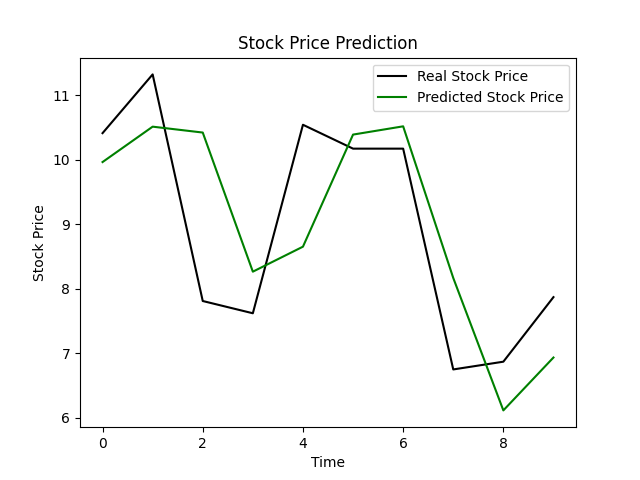 Stock Price Prediction
Real Stock Price
Predicted Stock Price
Stock Price
11
10
9
8
7
6
0 2 4 6 8
Time